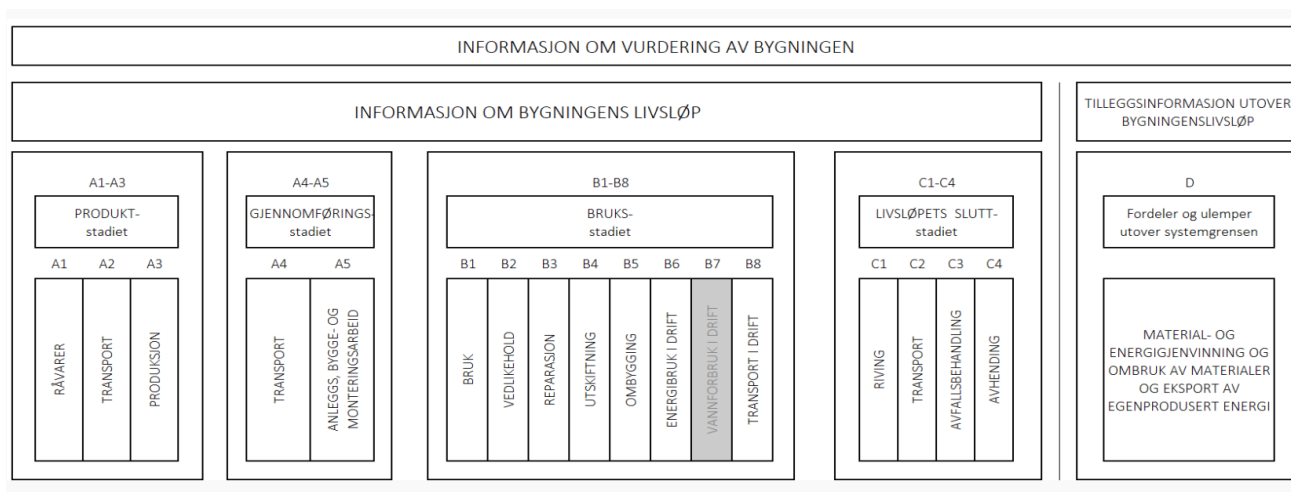 INFORMASJON OM VURDERING AV BYGNINGEN
INFORMASJON OM BYGNINGENS LIVSLØP
TILLEGGSINFORMASJON UTOVER
BYGNINGENSLIVSLØP
A1-A3
PRODUKT-
stadiet
A1 A2 A3
RÅVARER
TRANSPORT
PRODUKSJON
A4-A5
GJENNOMFØRINGS-
stadiet
A4 A5
TRANSPORT
ANLEGGS, BYGGE- OG
MONTERINGSARBEID
B1-B8
BRUKS-
stadiet
B1 B2 B3 B4 B5 B6 B7 B8
BRUK
VEDLIKEHOLD
REPARASJON
UTSKIFTNING
OMBYGGING
ENERGIBRUK I DRIFT
VANNFORBRUK I DRIFT
TRANSPORT I DRIFT
C1-C4
LIVSLØPETS SLUTT-
stadiet
C1 C2 C3 C4
RIVING
TRANSPORT
AVFALLSBEHANDLING
AVHENDING
D
Fordeler og ulemper
utover systemgrensen
MATERIAL- OG
ENERGIGJENVINNING OG
OMBRUK AV MATERIALER
OG EKSPORT AV
EGENPRODUSERT ENERGI